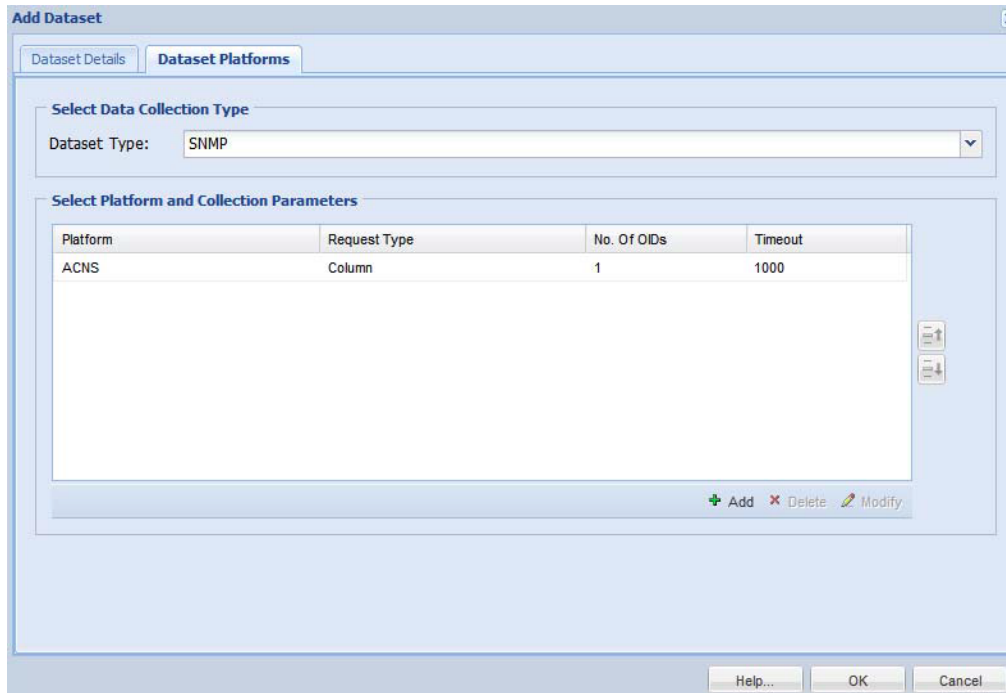 Add Dataset
Dataset Details Dataset Platforms
Select Data Collection Type
Dataset Type: SNMP
Select Platform and Collection Parameters
Platform Request Type No. Of OIDs Timeout
ACNS Column 1 1000
Add Delete Modify
Help... OK Cancel